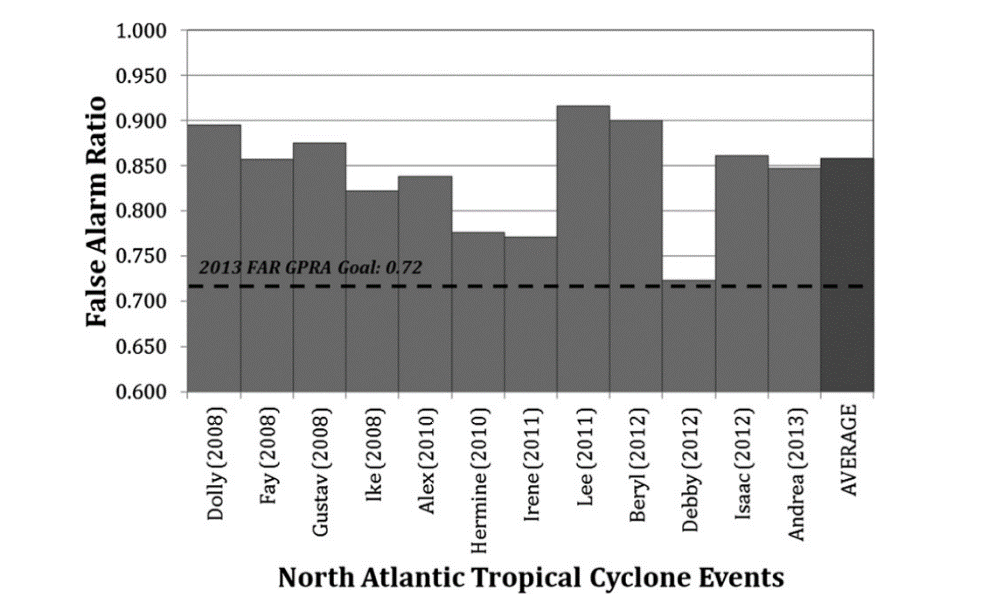 1.000
0.950
0.900
0.850
0.800
0.750
0.700
0.650
0.600
False Alarm Ratio
2013 FAR GPRA Goal: 0.72
Dolly (2008)
Fay (2008)
Gustav (2008)
Ike (2008)
Alex (2010)
Hermine (2010)
Irene (2011)
Lee (2011)
Beryl (2012)
Debby (2012)
Isaac (2012)
Andrea (2013)
AVERAGE
North Atlantic Tropical Cyclone Events